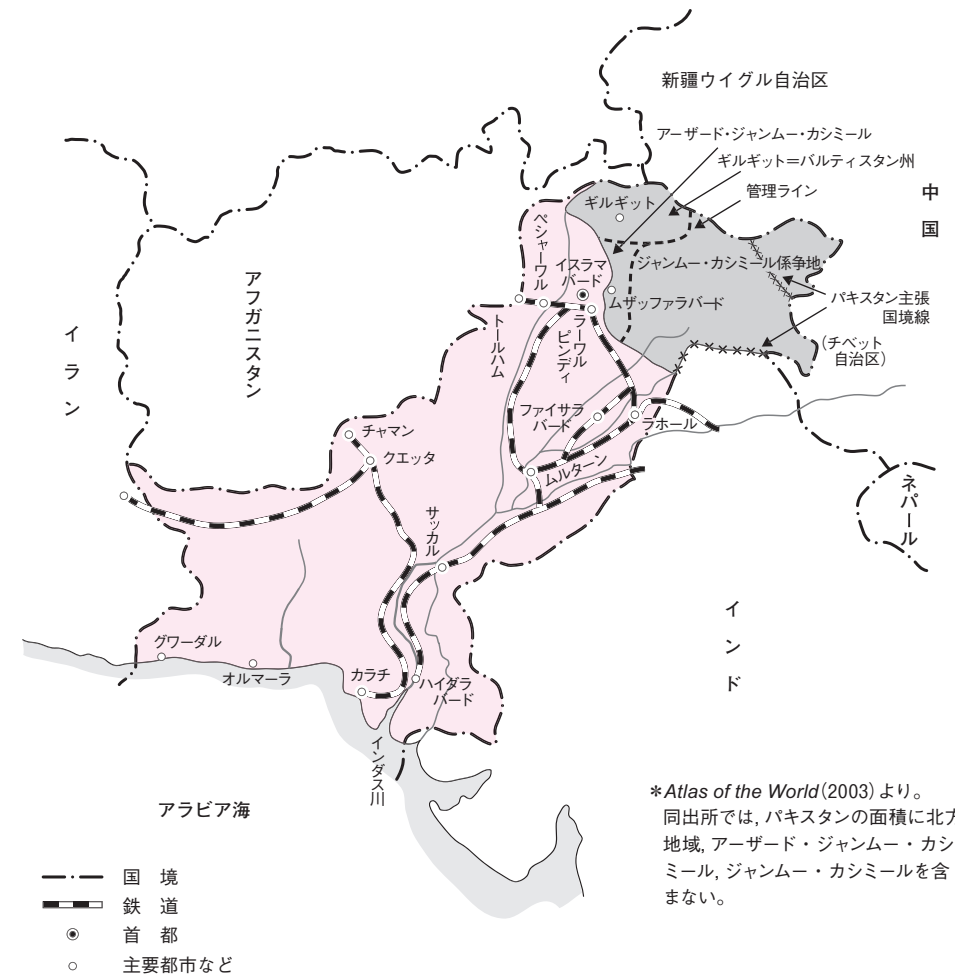 新疆ウイグル自治区
アーザード・ジャンムー・カシミール
ギルギット＝バルティスタン州
管理ライン
中国
ギルギット
ペシャーワル
イスラマ
バード
ジャンムー・カシミール係争地
ムザッファラバード
パキスタン主張
国境線
(チベット
自治区)
アフガニスタン
イラン
トールハム
ラーワル
ピンディ
ファイサラ
バード
ラホール
チャマン
クエッタ
ムルターン
ネパール
サッカル
インド
グワーダル
オルマーラ
カラチ
ハイダラ
バード
インダス川
アラビア海
＊Atlas of the World(2003)より。
同出所では，パキスタンの面積に北方
地域，アーザード・ジャンムー・カシ
ミール，ジャンムー・カシミールを含
まない。
国　境
鉄　道
首　都
主要都市など